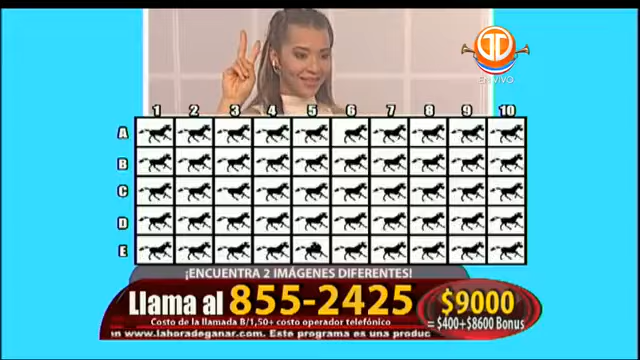 EN VIVO
1 2 3 4 5 6 7 8 9 10
A
B
C
D
E
¡ENCUENTRA 2 IMÁGENES DIFERENTES!
Llama al 855-2425
$9000
Costo de la llamada B/1,50+ costo operador telefónico
= $400+$8600 Bonus
en www.lahoradeganar.com. Este programa es una produc